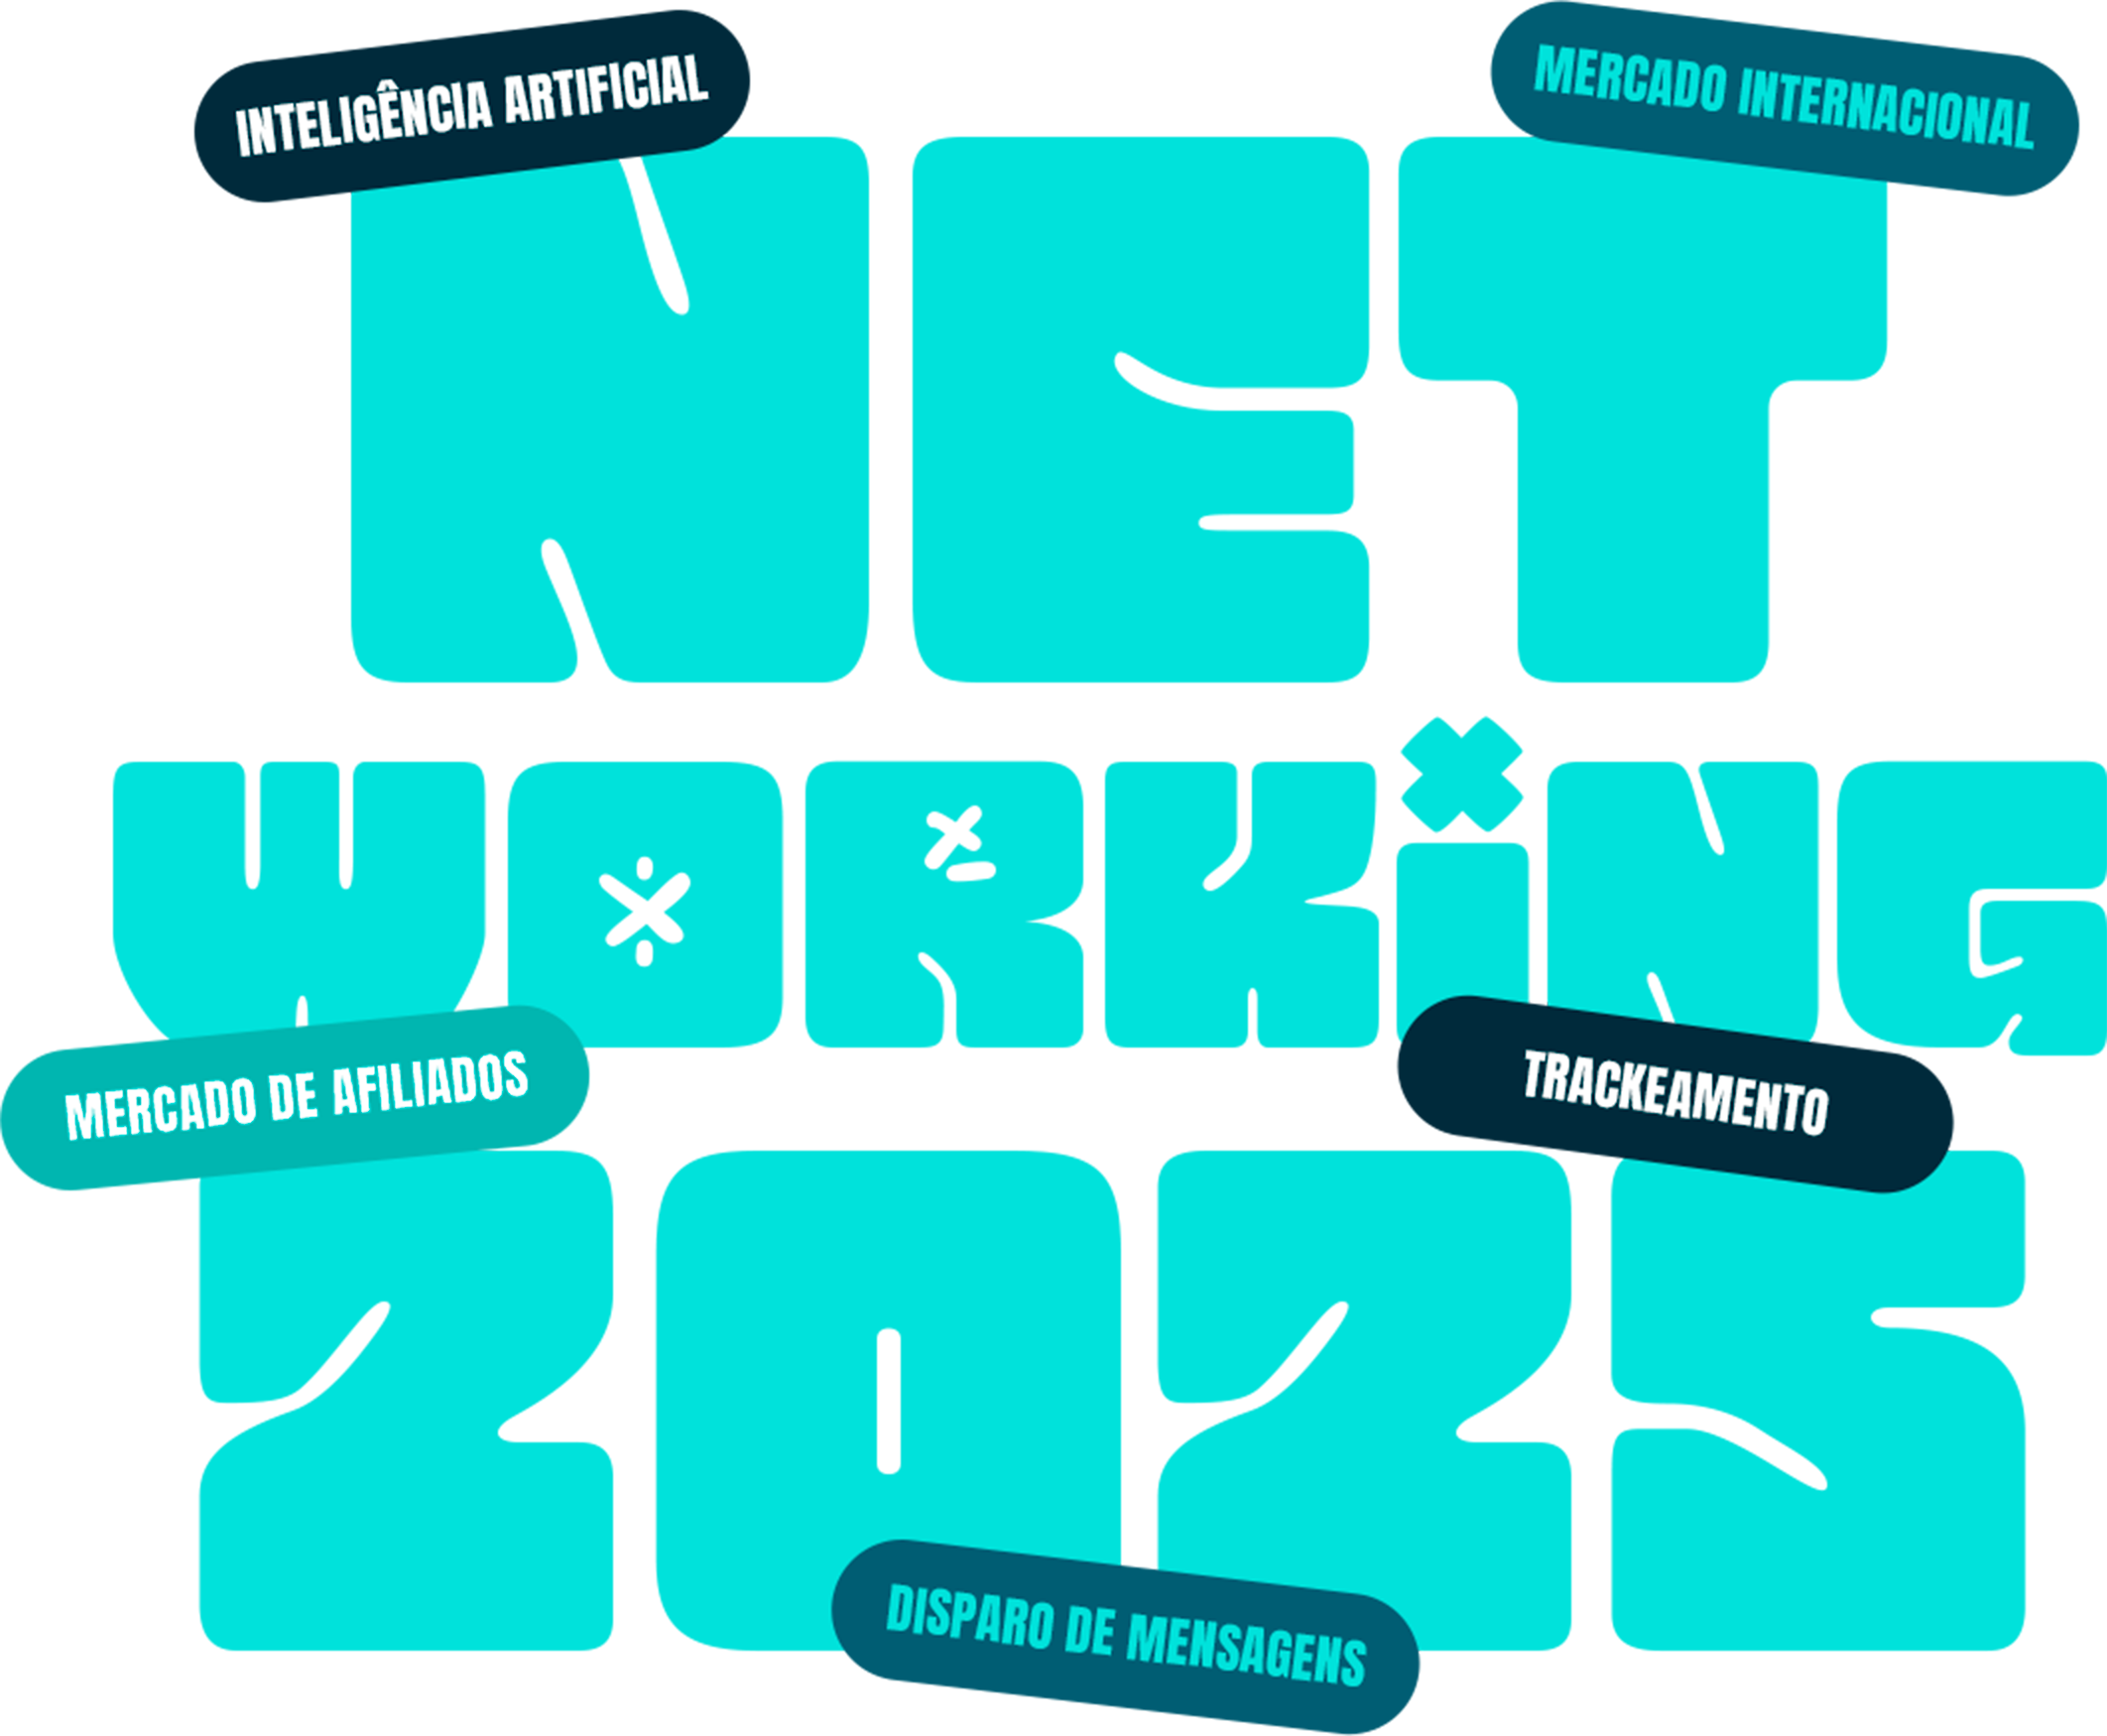 INTELIGÊNCIA ARTIFICIAL
MERCADO INTERNACIONAL
NET
WORKiNG
MERCADO DE AFILIADOS
TRACKEAMENTO
2025
DISPARO DE MENSAGENS